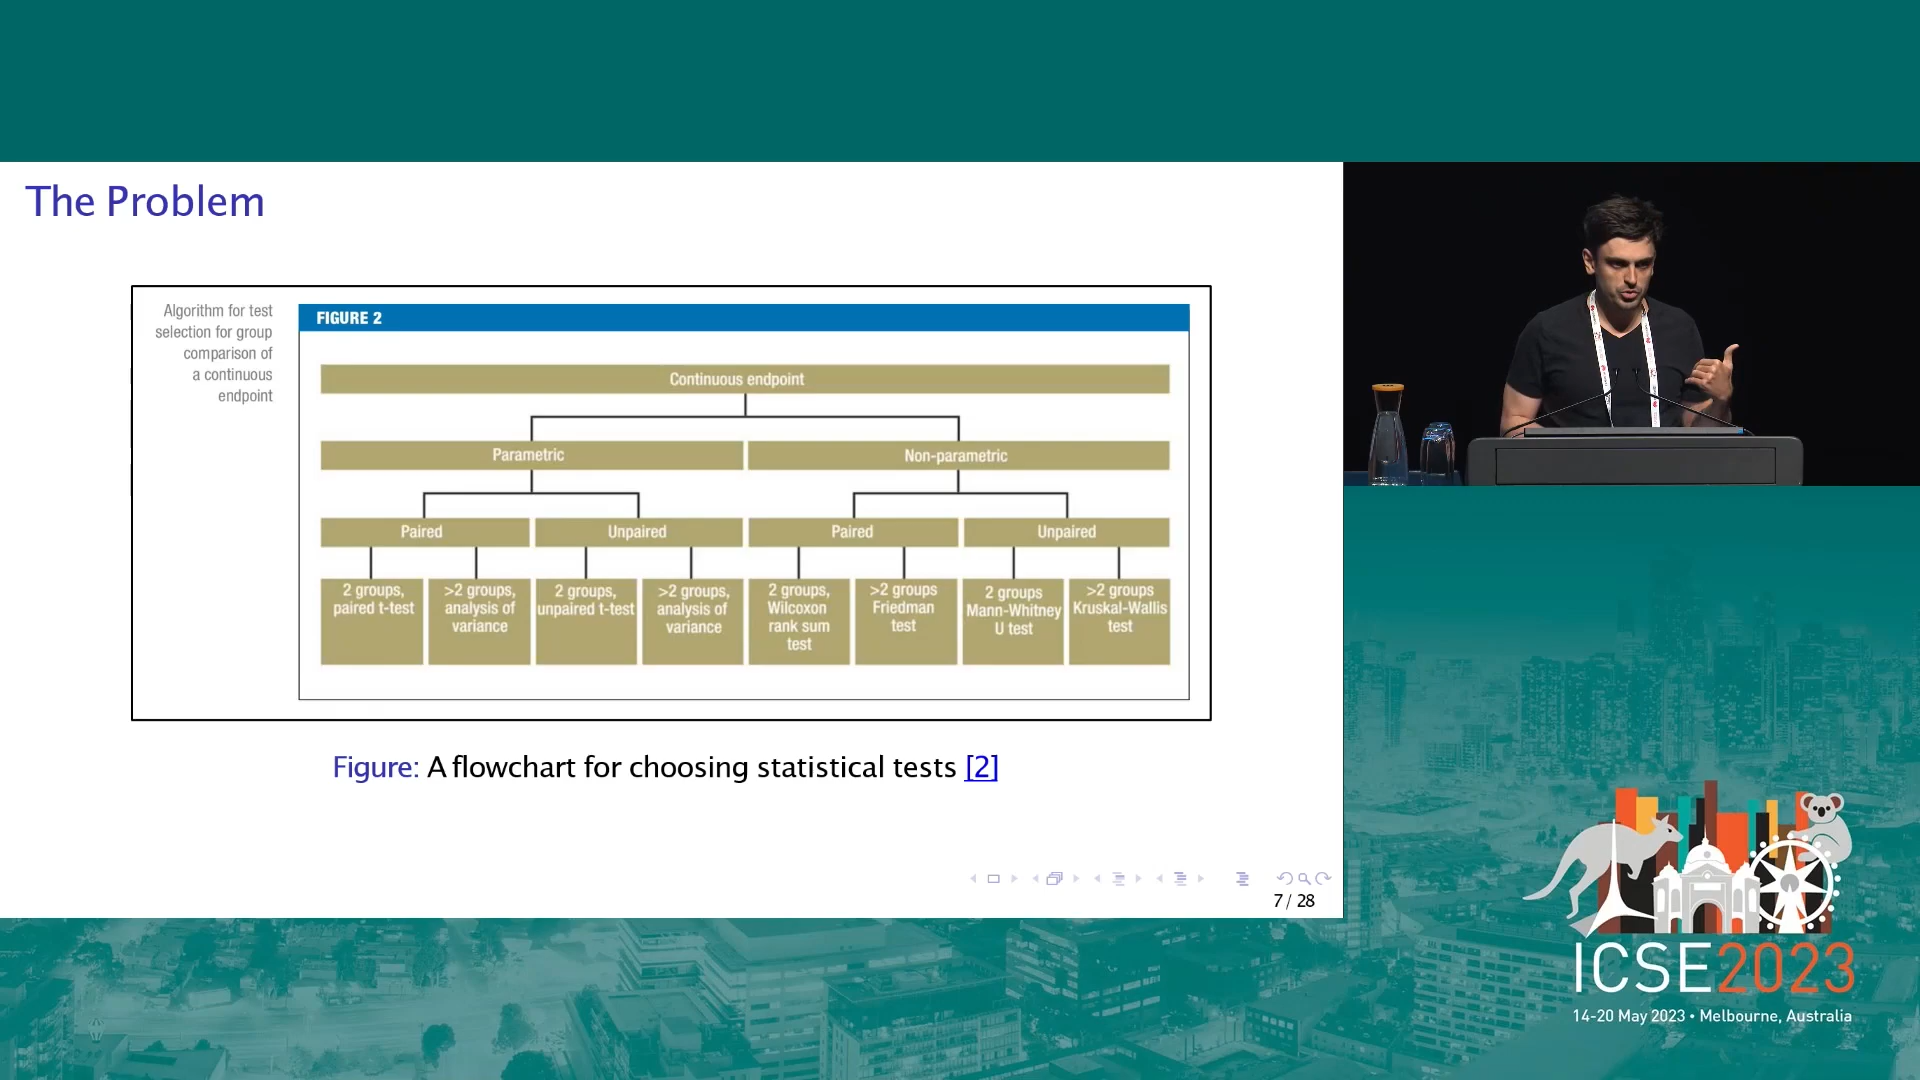 The Problem
Algorithm for test
selection for group
comparison of
a continuous
endpoint
FIGURE 2
Continuous endpoint
Parametric
Non-parametric
Paired
Unpaired
Paired
Unpaired
2 groups,
paired t-test
>2 groups,
analysis of
variance
2 groups,
unpaired t-test
>2 groups,
analysis of
variance
2 groups,
Wilcoxon
rank sum
test
>2 groups
Friedman
test
2 groups
Mann-Whitney
U test
>2 groups
Kruskal-Wallis
test
Figure: A flowchart for choosing statistical tests [2]
7 / 28
ICSE2023
14-20 May 2023 • Melbourne, Australia